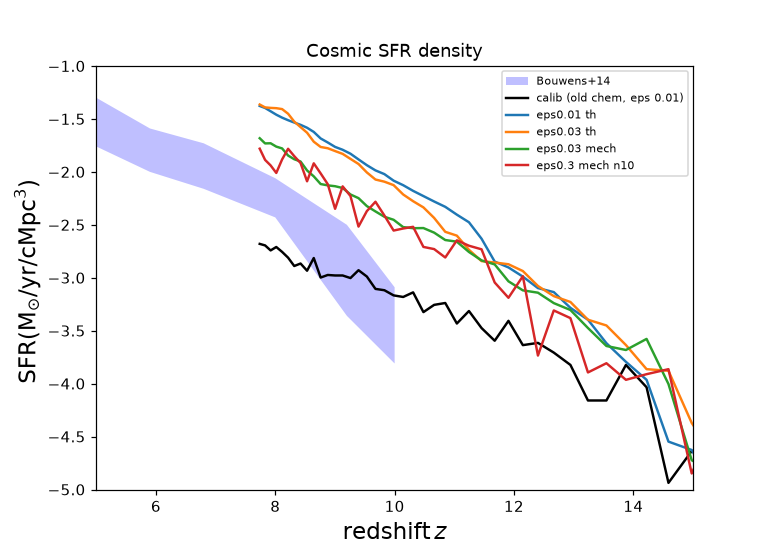 Cosmic SFR density
SFR(M⊙/yr/cMpc³)
−1.0
−1.5
−2.0
−2.5
−3.0
−3.5
−4.0
−4.5
−5.0
Bouwens+14
calib (old chem, eps 0.01)
eps0.01 th
eps0.03 th
eps0.03 mech
eps0.3 mech n10
6 8 10 12 14
redshift z